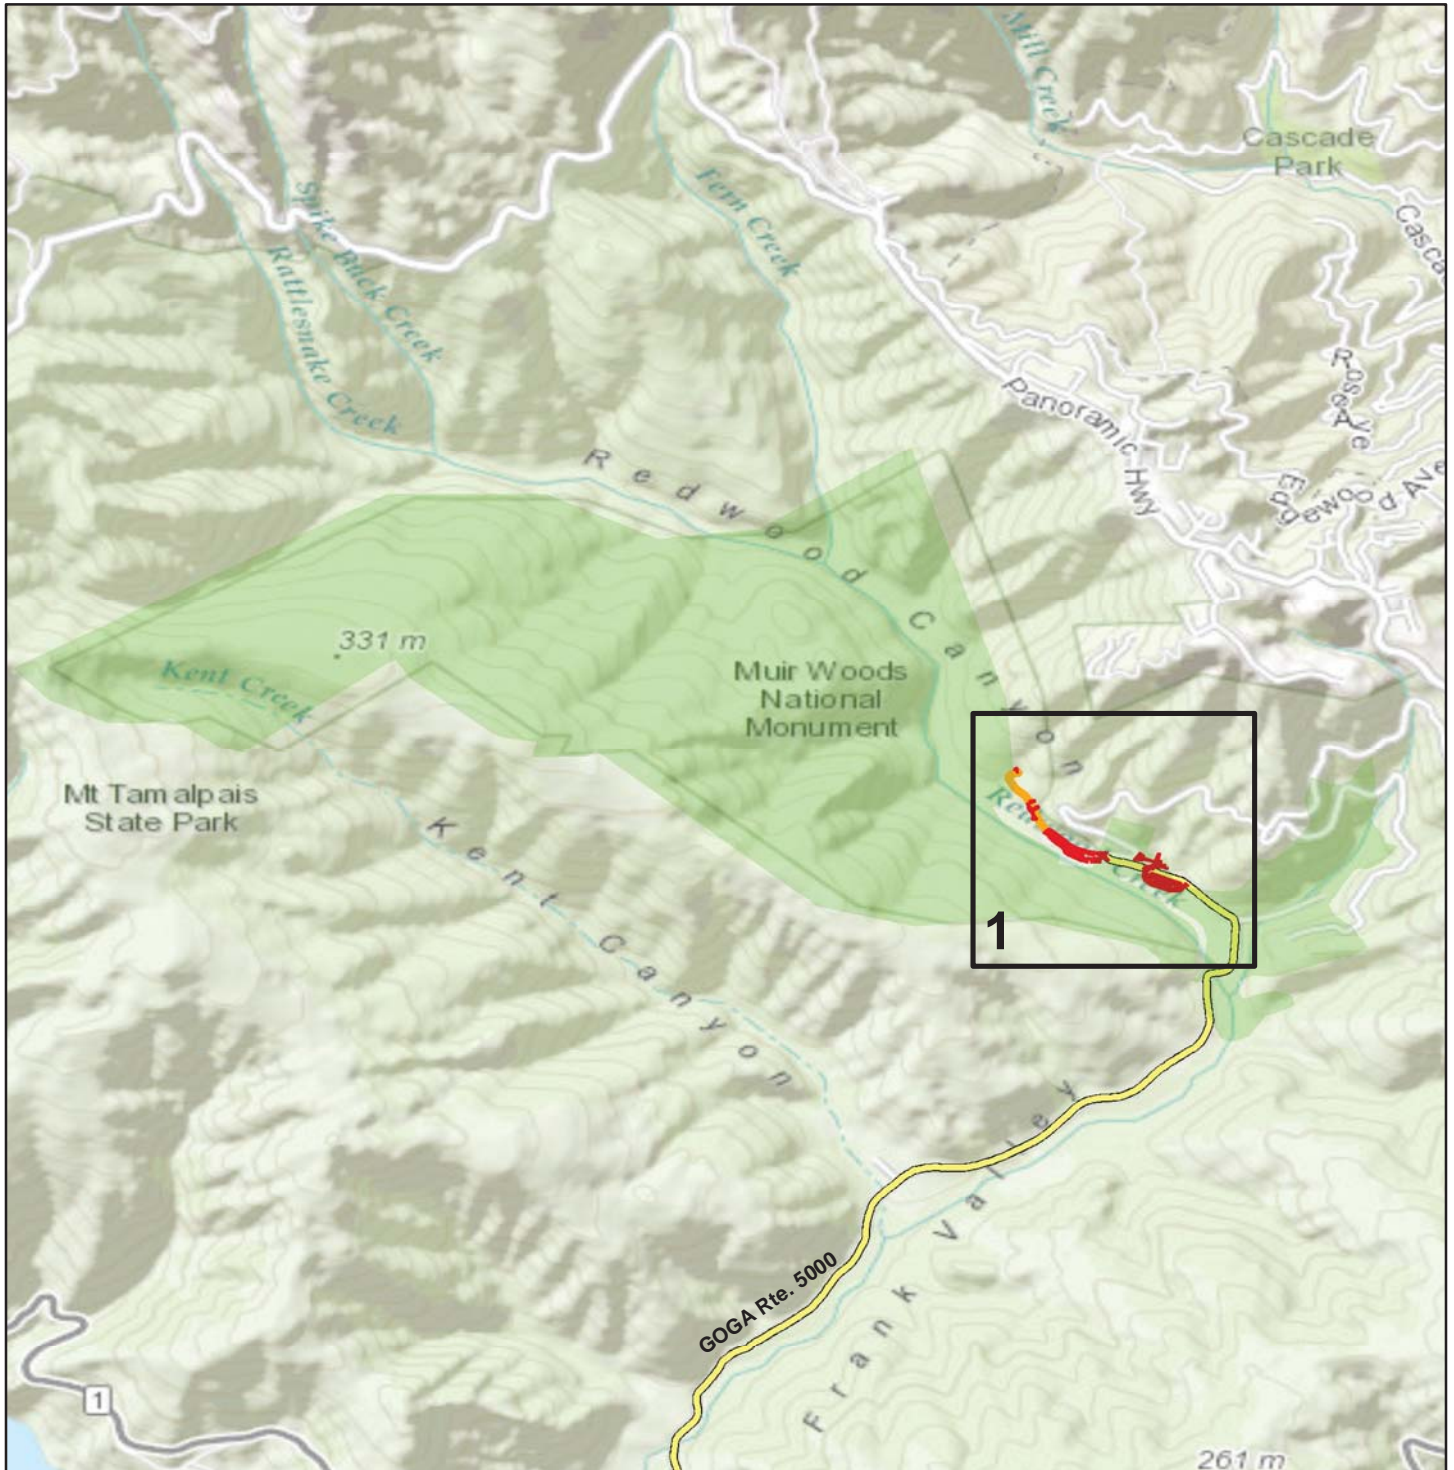 Mill Creek
Cascade
Park
Fern Creek
Spike Buck Creek
Rattlesnake Creek
Rose Ave
Panoramic Hwy
Edgewood Ave
Redwood Canyon
331 m
Kent Creek
Muir Woods
National
Monument
Mt Tamalpais
State Park
Creek
1
Kent Canyon
Frank Valley
GOGA Rte. 5000
1
261 m